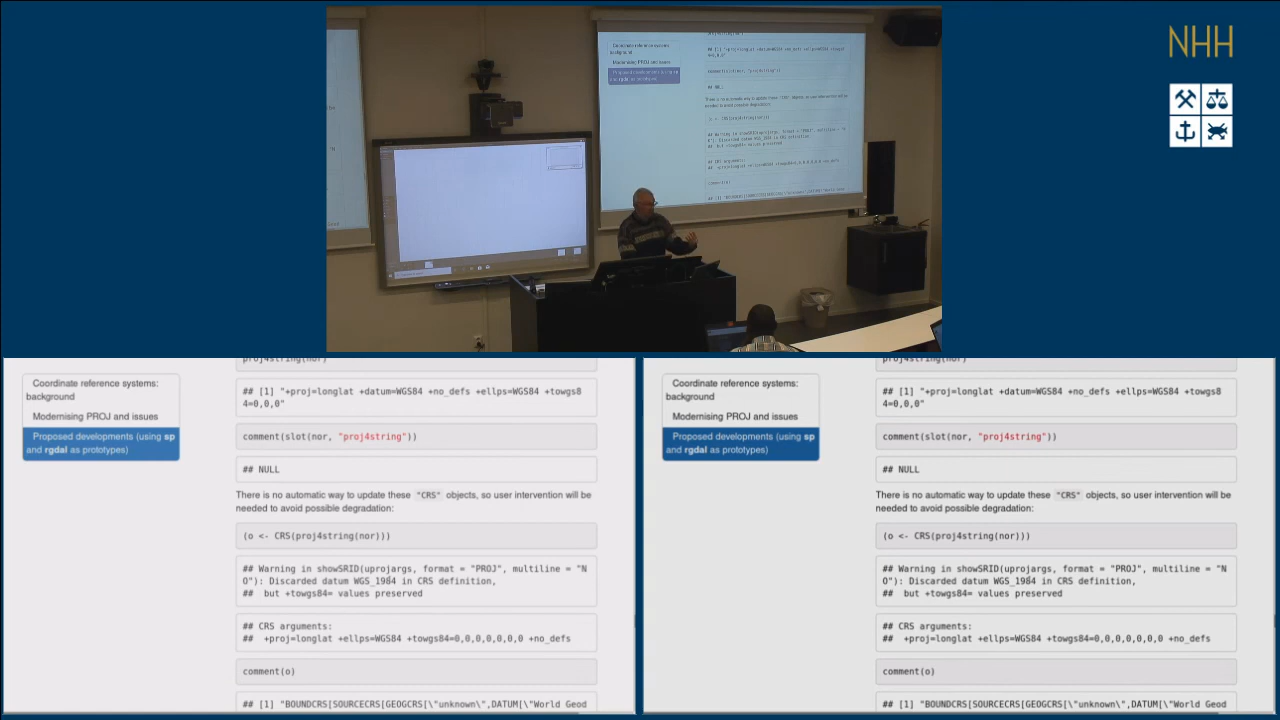 NHH
Coordinate reference systems:
background
Modernising PROJ and issues
Proposed developments (using sp
and rgdal as prototypes)
proj4string(nor)
## [1] "+proj=longlat +datum=WGS84 +no_defs +ellps=WGS84 +towgs8
4=0,0,0"
comment(slot(nor, "proj4string"))
## NULL
There is no automatic way to update these "CRS" objects, so user intervention will be
needed to avoid possible degradation:
(o <- CRS(proj4string(nor)))
## Warning in showSRID(uprojargs, format = "PROJ", multiline = "N
O"): Discarded datum WGS_1984 in CRS definition,
##  but +towgs84= values preserved
## CRS arguments:
##  +proj=longlat +ellps=WGS84 +towgs84=0,0,0,0,0,0,0 +no_defs
comment(o)
## [1] "BOUNDCRS[SOURCECRS[GEOGCRS[\"unknown\",DATUM[\"World Geod
Coordinate reference systems:
background
Modernising PROJ and issues
Proposed developments (using sp
and rgdal as prototypes)
proj4string(nor)
## [1] "+proj=longlat +datum=WGS84 +no_defs +ellps=WGS84 +towgs8
4=0,0,0"
comment(slot(nor, "proj4string"))
## NULL
There is no automatic way to update these "CRS" objects, so user intervention will be
needed to avoid possible degradation:
(o <- CRS(proj4string(nor)))
## Warning in showSRID(uprojargs, format = "PROJ", multiline = "N
O"): Discarded datum WGS_1984 in CRS definition,
##  but +towgs84= values preserved
## CRS arguments:
##  +proj=longlat +ellps=WGS84 +towgs84=0,0,0,0,0,0,0 +no_defs
comment(o)
## [1] "BOUNDCRS[SOURCECRS[GEOGCRS[\"unknown\",DATUM[\"World Geod